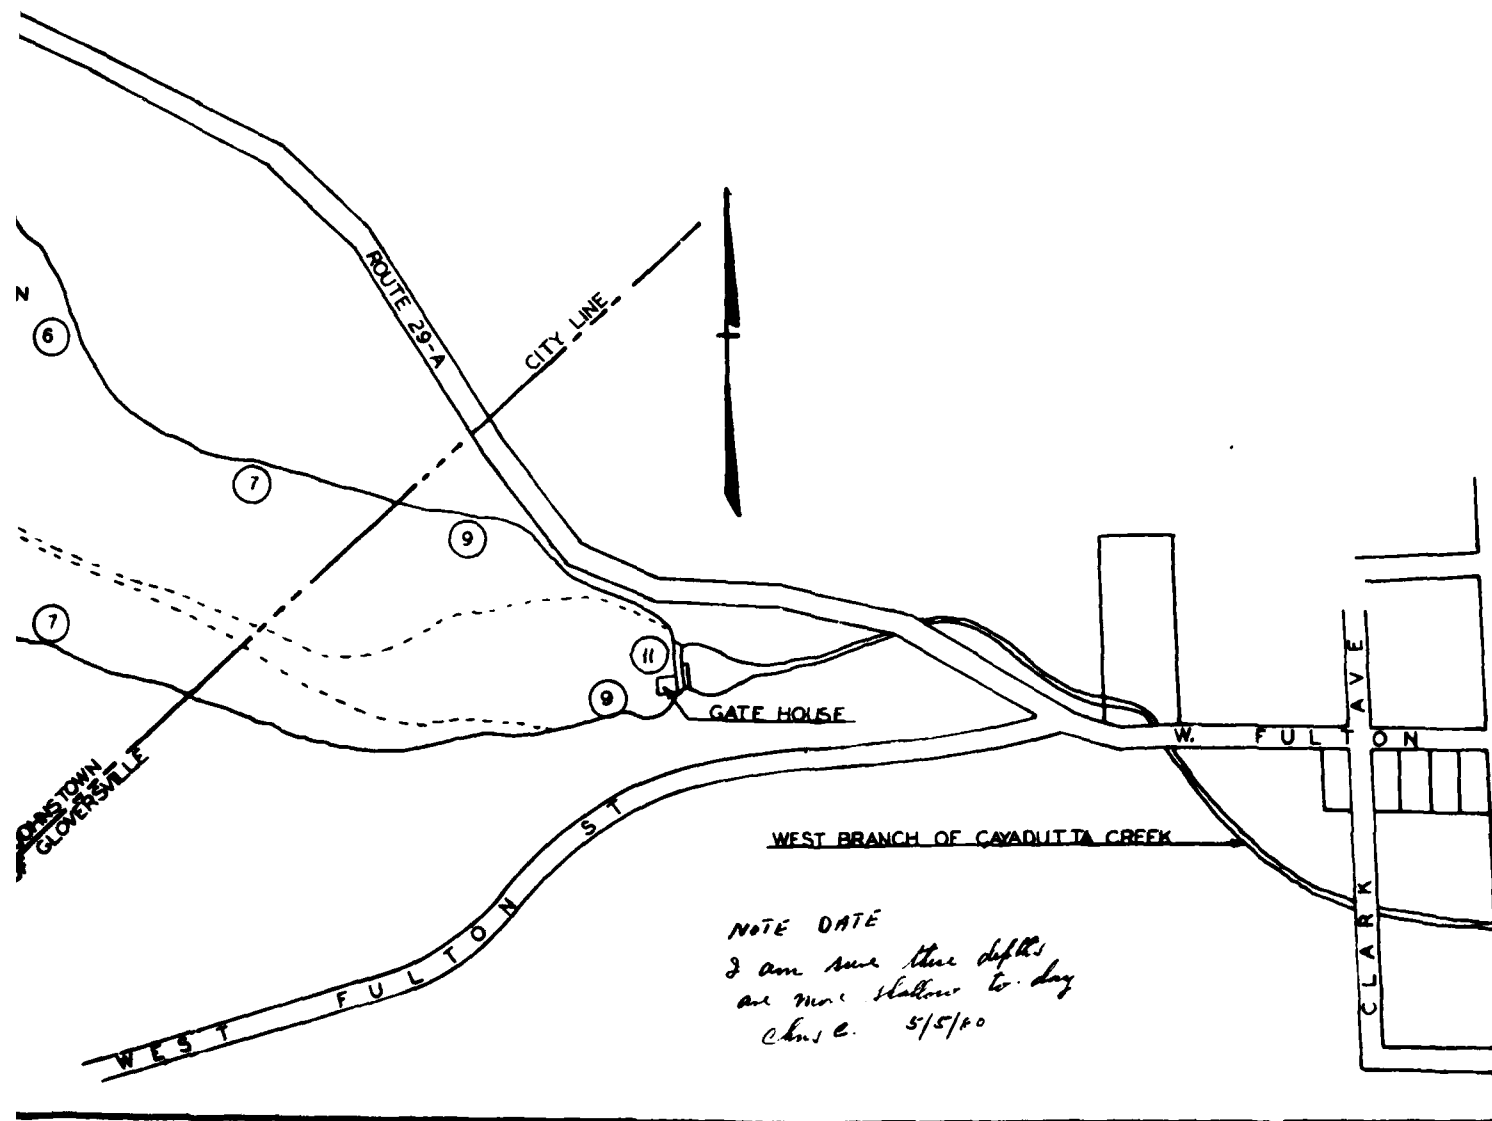 ROUTE 29-A
CITY LINE
N
6
7
9
7
11
9
GATE HOUSE
JOHNSTOWN
GLOVERSVILLE
AVE
W. FULTON
WEST FULTON ST
WEST BRANCH OF CAYADUTTA CREEK
CLARK
NOTE DATE
I am sure these depths
are more shallow to-day
5/5/80